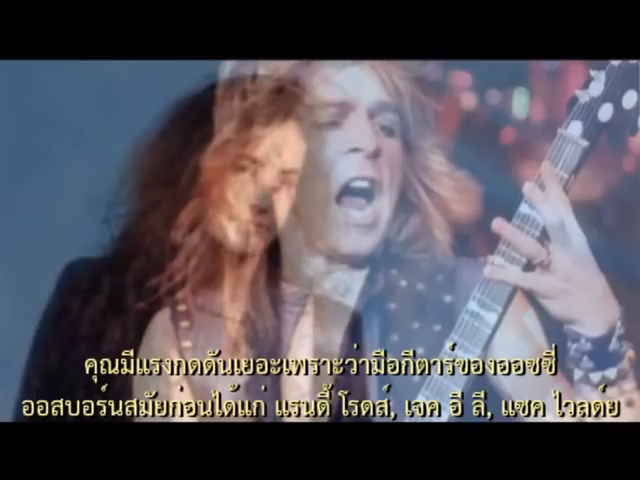 คุณมีแรงกดดันเยอะเพราะว่ามือกีตาร์ของออซซี่
ออสบอร์นสมัยก่อนได้แก่ แรนดี้ โรดส์, เจค อี ลี, แซค ไวลด์ย